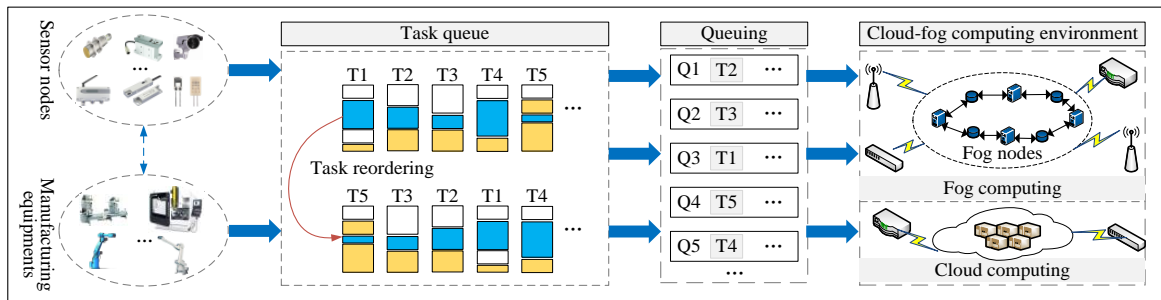 Sensor nodes
...
Manufacturing
equipments
...
Task queue
T1 T2 T3 T4 T5
...
Task reordering
T5 T3 T2 T1 T4
...
Queuing
Q1 T2 ...
Q2 T3 ...
Q3 T1 ...
Q4 T5 ...
Q5 T4 ...
...
Cloud-fog computing environment
Fog nodes
Fog computing
Cloud computing